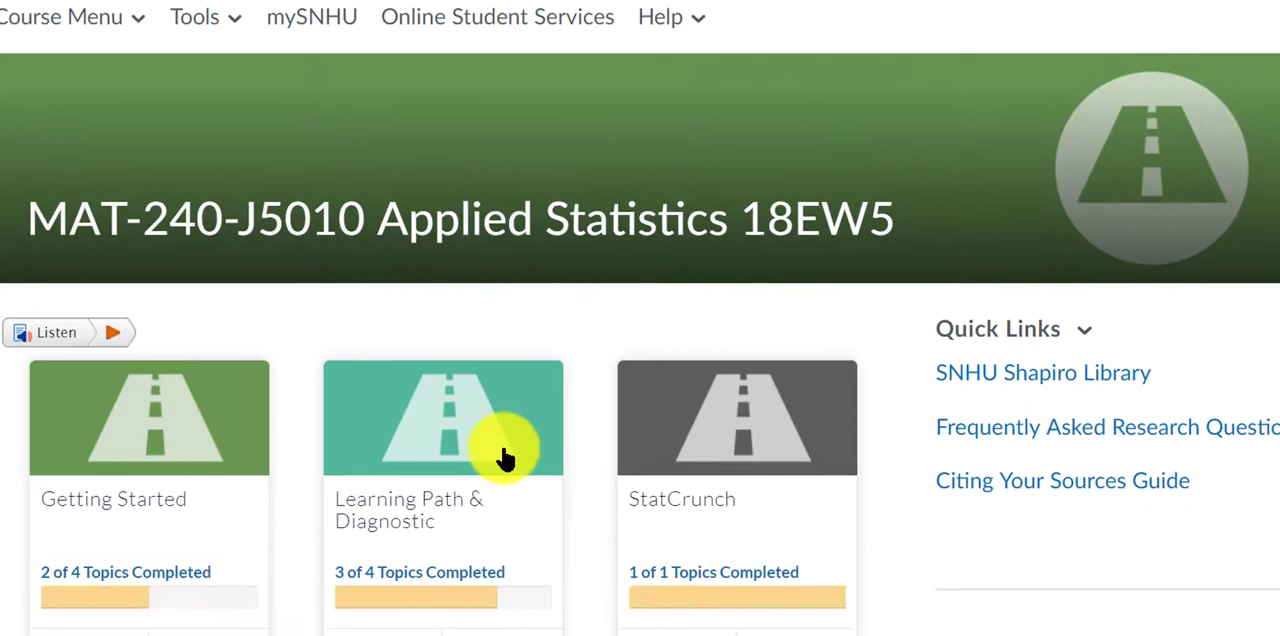 Course Menu Tools mySNHU Online Student Services Help
MAT-240-J5010 Applied Statistics 18EW5
Listen
Getting Started
2 of 4 Topics Completed
Learning Path &
Diagnostic
3 of 4 Topics Completed
StatCrunch
1 of 1 Topics Completed
Quick Links
SNHU Shapiro Library
Frequently Asked Research
Citing Your Sources Guide